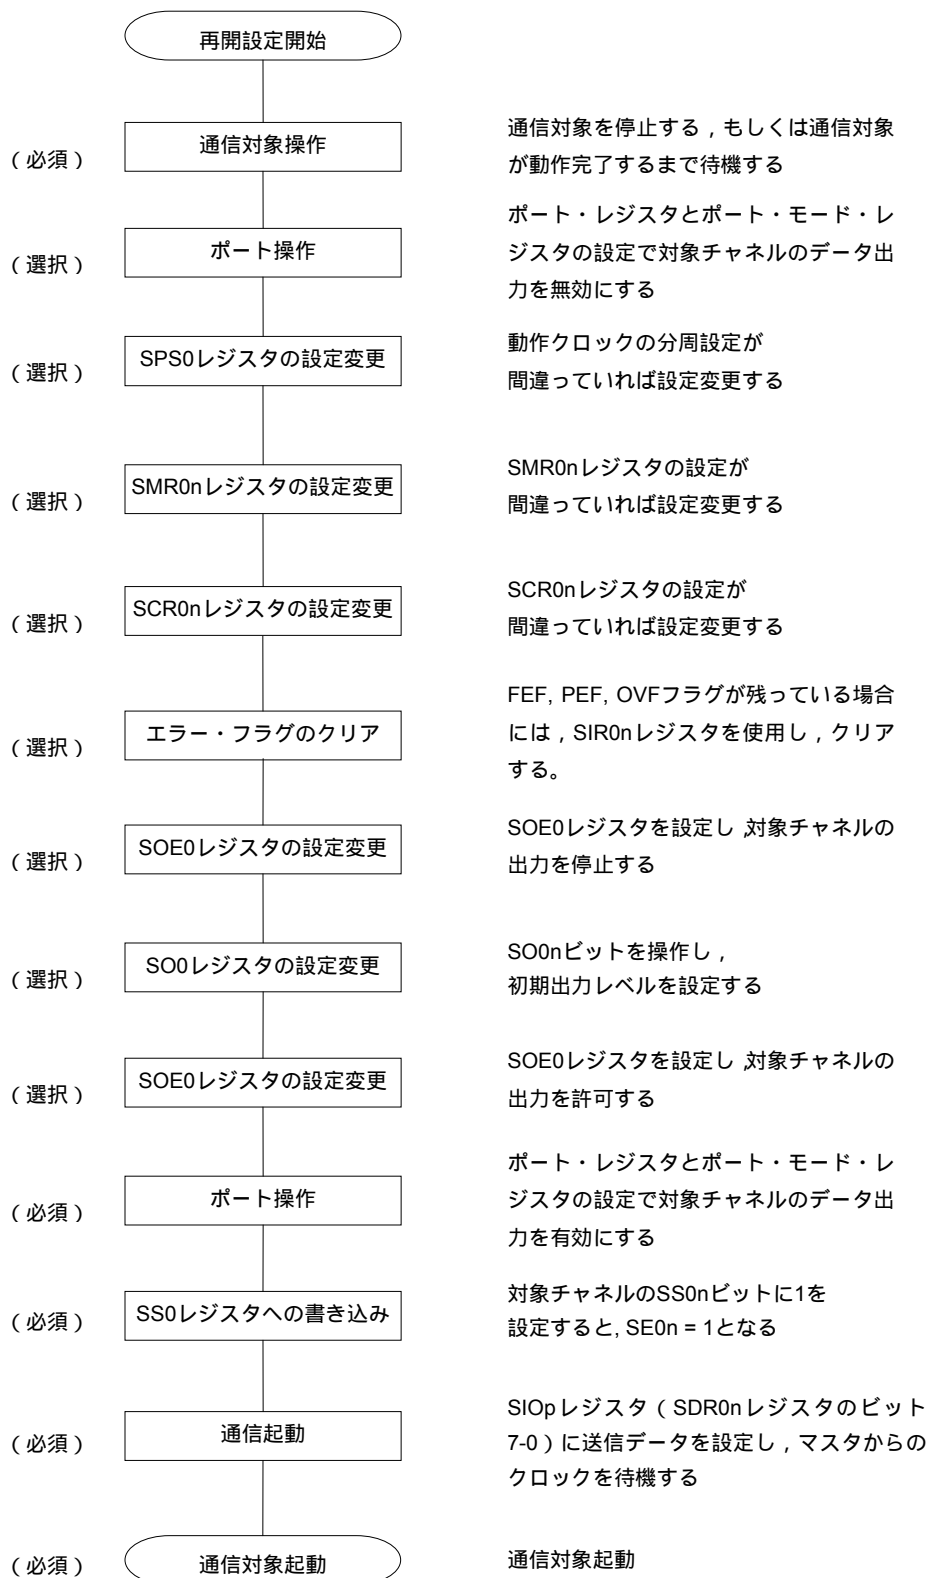 再開設定開始
(必須)
通信対象操作
通信対象を停止する，もしくは通信対象
が動作完了するまで待機する
(選択)
ポート操作
ポート・レジスタとポート・モード・レ
ジスタの設定で対象チャネルのデータ出
力を無効にする
(選択)
SPS0レジスタの設定変更
動作クロックの分周設定が
間違っていれば設定変更する
(選択)
SMR0nレジスタの設定変更
SMR0nレジスタの設定が
間違っていれば設定変更する
(選択)
SCR0nレジスタの設定変更
SCR0nレジスタの設定が
間違っていれば設定変更する
(選択)
エラー・フラグのクリア
FEF, PEF, OVFフラグが残っている場合
には，SIR0nレジスタを使用し，クリア
する。
(選択)
SOE0レジスタの設定変更
SOE0レジスタを設定し，対象チャネルの
出力を停止する
(選択)
SO0レジスタの設定変更
SO0nビットを操作し，
初期出力レベルを設定する
(選択)
SOE0レジスタの設定変更
SOE0レジスタを設定し，対象チャネルの
出力を許可する
(必須)
ポート操作
ポート・レジスタとポート・モード・レ
ジスタの設定で対象チャネルのデータ出
力を有効にする
(必須)
SS0レジスタへの書き込み
対象チャネルのSS0nビットに1を
設定すると, SE0n = 1となる
(必須)
通信起動
SIOpレジスタ（SDR0nレジスタのビット
7-0）に送信データを設定し，マスタからの
クロックを待機する
(必須)
通信対象起動
通信対象起動